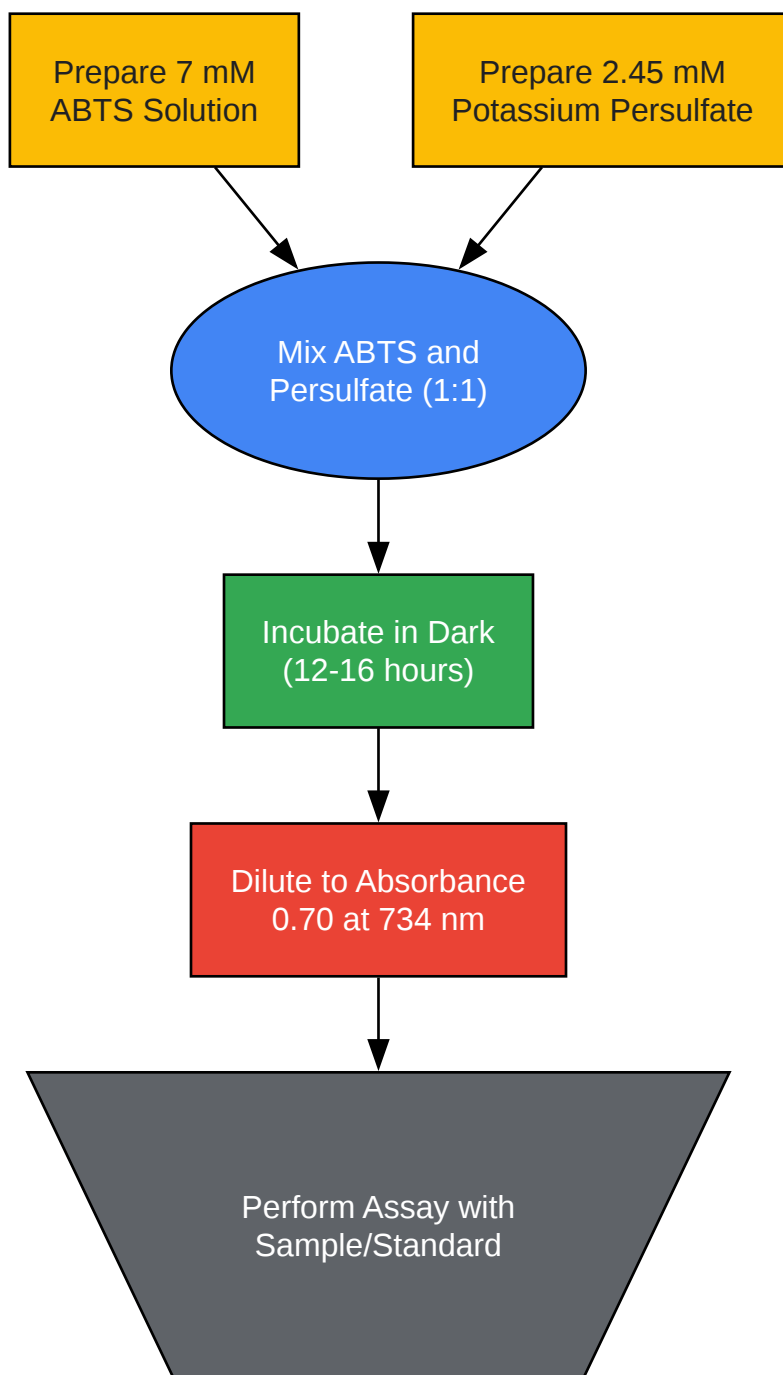 Prepare 7 mM
ABTS Solution
Prepare 2.45 mM
Potassium Persulfate
Mix ABTS and
Persulfate (1:1)
Incubate in Dark
(12-16 hours)
Dilute to Absorbance
0.70 at 734 nm
Perform Assay with
Sample/Standard